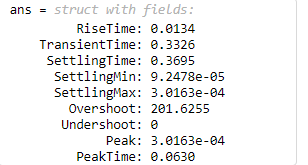 ans = struct with fields:
RiseTime: 0.0134
TransientTime: 0.3326
SettlingTime: 0.3695
SettlingMin: 9.2478e-05
SettlingMax: 3.0163e-04
Overshoot: 201.6255
Undershoot: 0
Peak: 3.0163e-04
PeakTime: 0.0630